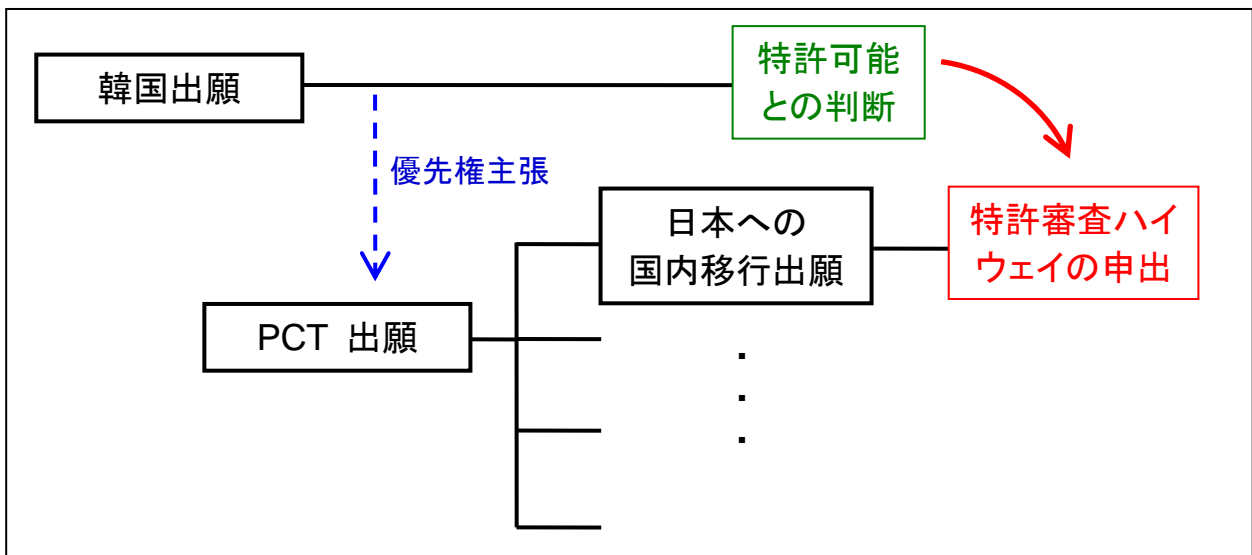 韓国出願
特許可能
との判断
優先権主張
日本への
国内移行出願
特許審査ハイ
ウェイの申出
PCT 出願
・
・
・